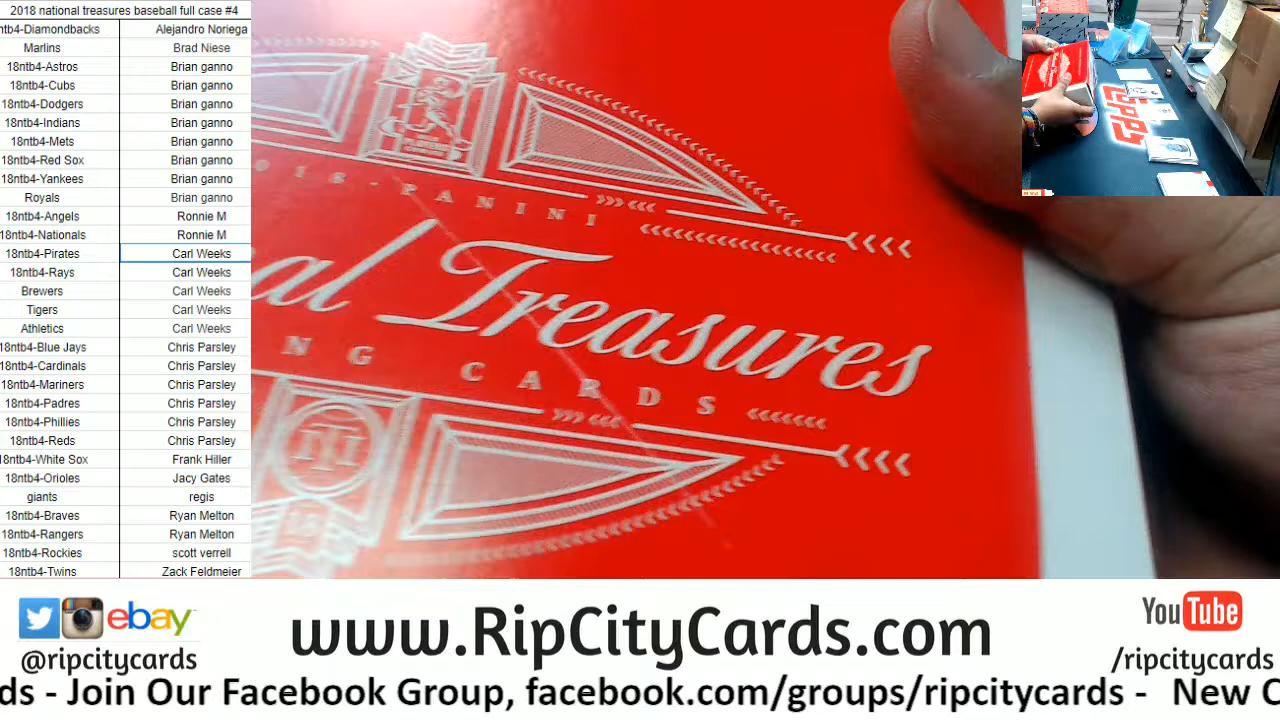 2018 national treasures baseball full case #4
ntb4-Diamondbacks Alejandro Noriega
Marlins Brad Niese
18ntb4-Astros Brian ganno
18ntb4-Cubs Brian ganno
18ntb4-Dodgers Brian ganno
18ntb4-Indians Brian ganno
18ntb4-Mets Brian ganno
18ntb4-Red Sox Brian ganno
18ntb4-Yankees Brian ganno
Royals Brian ganno
18ntb4-Angels Ronnie M
18ntb4-Nationals Ronnie M
18ntb4-Pirates Carl Weeks
18ntb4-Rays Carl Weeks
Brewers Carl Weeks
Tigers Carl Weeks
Athletics Carl Weeks
18ntb4-Blue Jays Chris Parsley
18ntb4-Cardinals Chris Parsley
18ntb4-Mariners Chris Parsley
18ntb4-Padres Chris Parsley
18ntb4-Phillies Chris Parsley
18ntb4-Reds Chris Parsley
18ntb4-White Sox Frank Hiller
18ntb4-Orioles Jacy Gates
giants regis
18ntb4-Braves Ryan Melton
18ntb4-Rangers Ryan Melton
18ntb4-Rockies scott verrell
18ntb4-Twins Zack Feldmeier
018-PANINI
al Treasures
NG CARDS
NT
ebay
@ripcitycards
www.RipCityCards.com
YouTube
/ripcitycards
ds - Join Our Facebook Group, facebook.com/groups/ripcitycards - New C